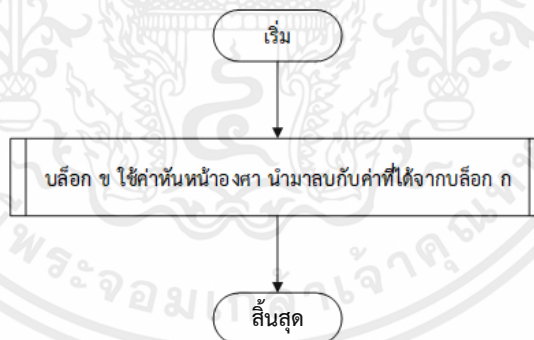 เริ่ม
บล็อก ข ใช้ค่าหันหน้าองศา นำมาลบกับค่าที่ได้จากบล็อก ก
สิ้นสุด